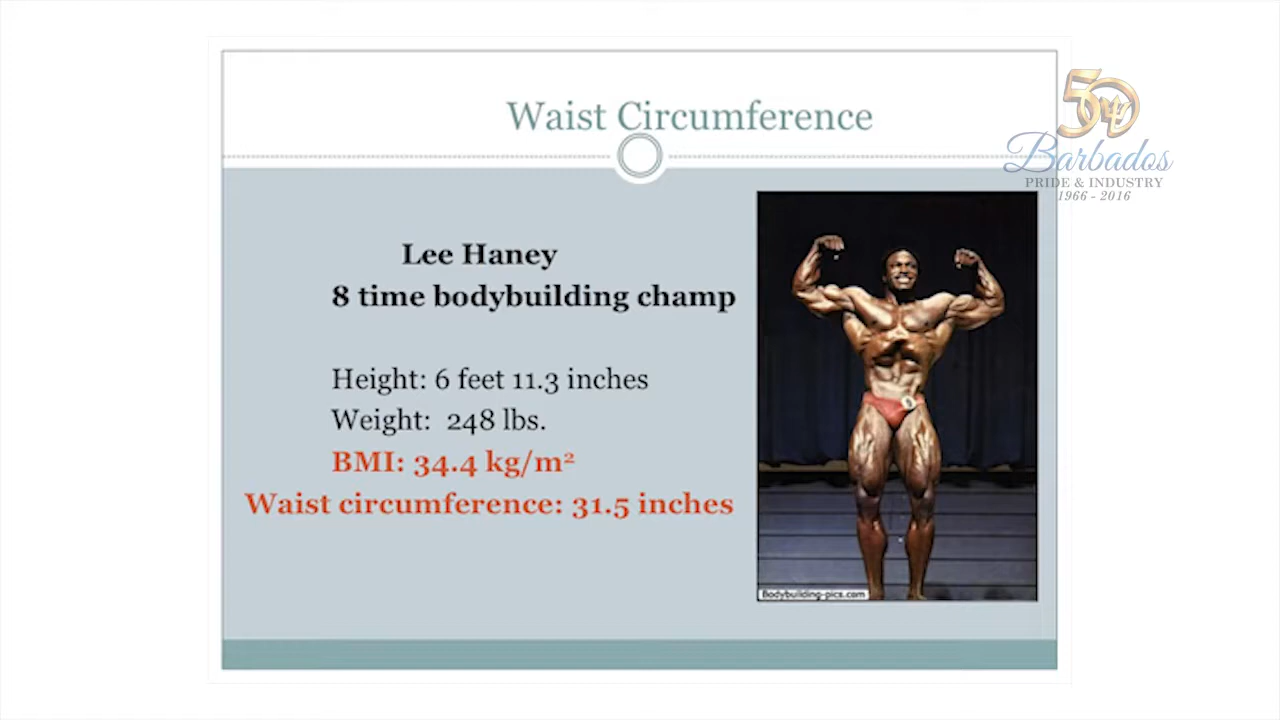 Waist Circumference
50
Barbados
PRIDE & INDUSTRY
1966 - 2016
Lee Haney
8 time bodybuilding champ
Height: 6 feet 11.3 inches
Weight: 248 lbs.
BMI: 34.4 kg/m²
Waist circumference: 31.5 inches
Bodybuilding-pics.com